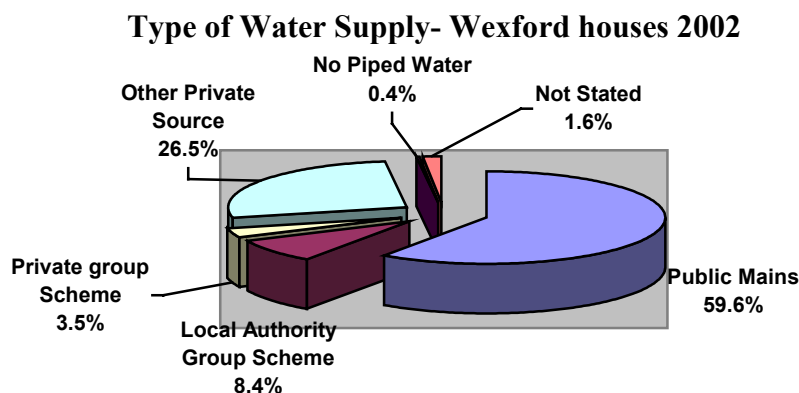 Type of Water Supply- Wexford houses 2002
No Piped Water
0.4%
Not Stated
1.6%
Other Private
Source
26.5%
Public Mains
59.6%
Private group
Scheme
3.5%
Local Authority
Group Scheme
8.4%